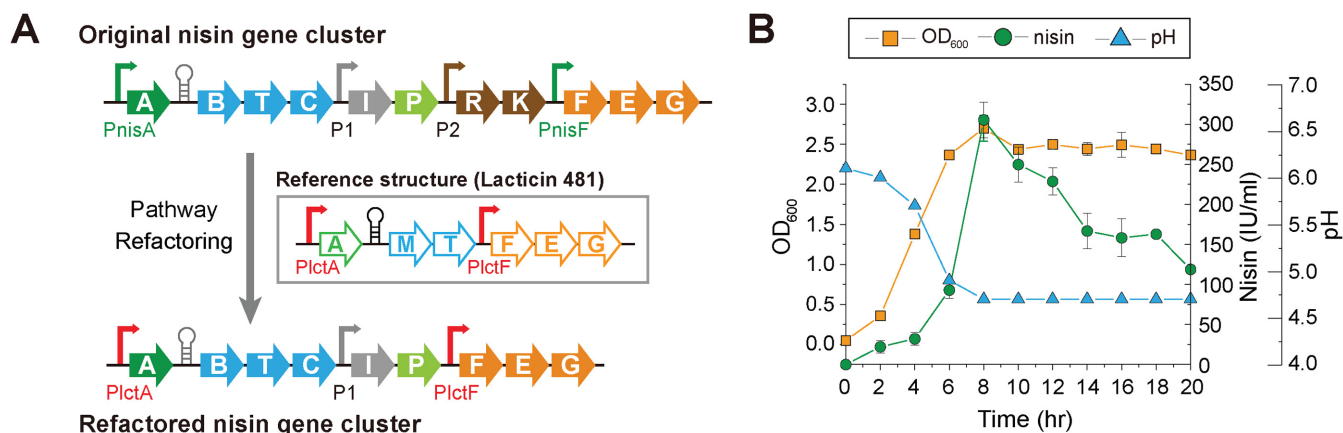 A
Original nisin gene cluster
A B T C I P R K F E G
PnisA P1 P2 PnisF
Pathway
Refactoring
Reference structure (Lacticin 481)
A M T F E G
PlctA PlctF
A B T C I P F E G
PlctA P1 PlctF
Refactored nisin gene cluster
B
OD600 nisin pH
OD600
3.0
2.5
2.0
1.5
1.0
0.5
0.0
Nisin (IU/ml)
350
300
250
200
150
100
50
0
pH
7.0
6.5
6.0
5.5
5.0
4.5
4.0
0 2 4 6 8 10 12 14 16 18 20
Time (hr)